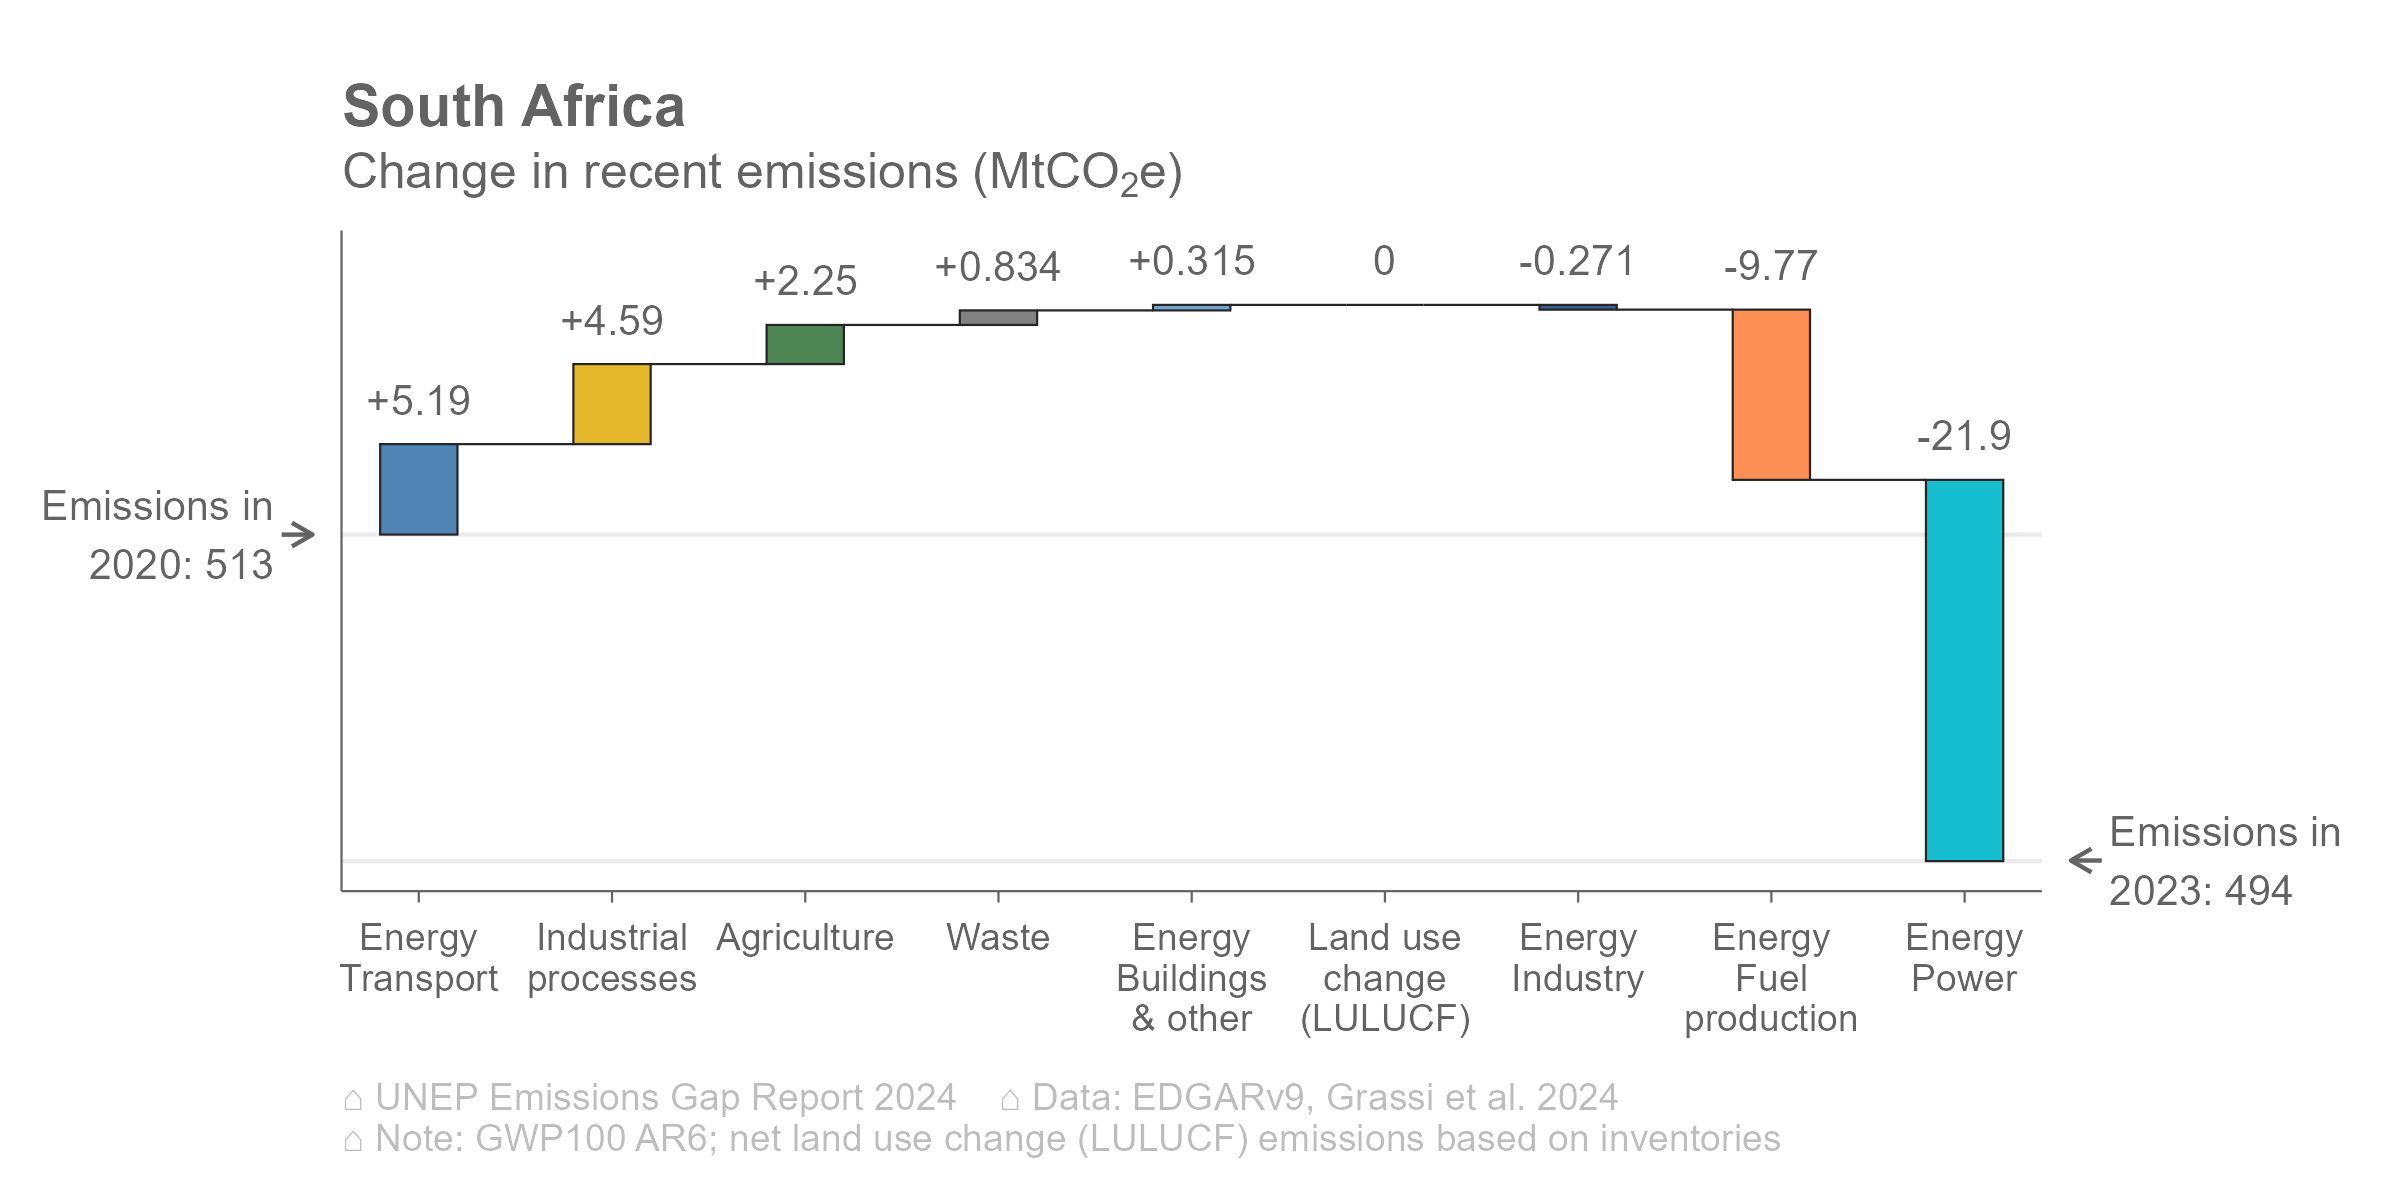 South Africa
Change in recent emissions (MtCO₂e)
+5.19
+4.59
+2.25
+0.834
+0.315
0
-0.271
-9.77
-21.9
Emissions in
2020: 513
Emissions in
2023: 494
Energy
Transport
Industrial
processes
Agriculture
Waste
Energy
Buildings
& other
Land use
change
(LULUCF)
Energy
Industry
Energy
Fuel
production
Energy
Power
⌂ UNEP Emissions Gap Report 2024 ⌂ Data: EDGARv9, Grassi et al. 2024
⌂ Note: GWP100 AR6; net land use change (LULUCF) emissions based on inventories